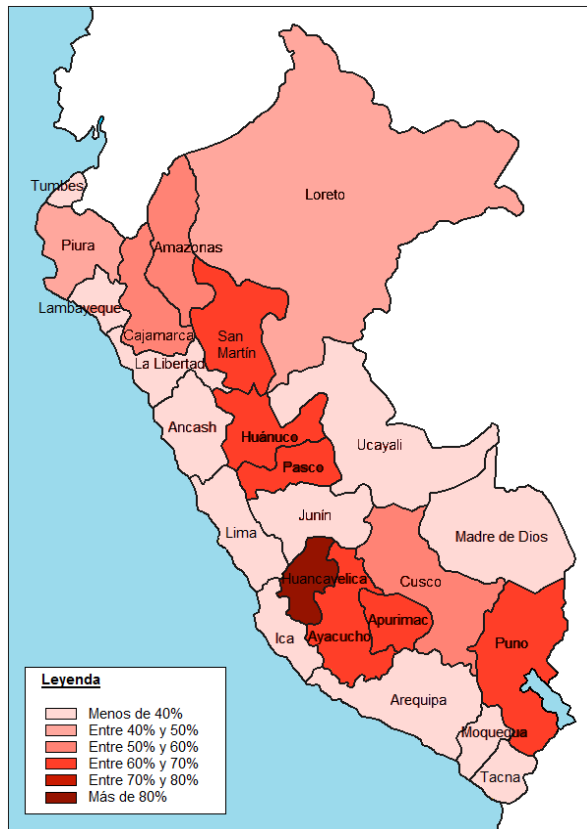 Tumbes
Loreto
Piura
Amazonas
Lambayeque
Cajamarca
San
Martín
La Libertad
Ancash
Huánuco
Ucayali
Pasco
Junín
Lima
Madre de Dios
Huancavelica
Cusco
Apurimac
Ica
Ayacucho
Puno
Arequipa
Moquegua
Tacna
Leyenda
Menos de 40%
Entre 40% y 50%
Entre 50% y 60%
Entre 60% y 70%
Entre 70% y 80%
Más de 80%